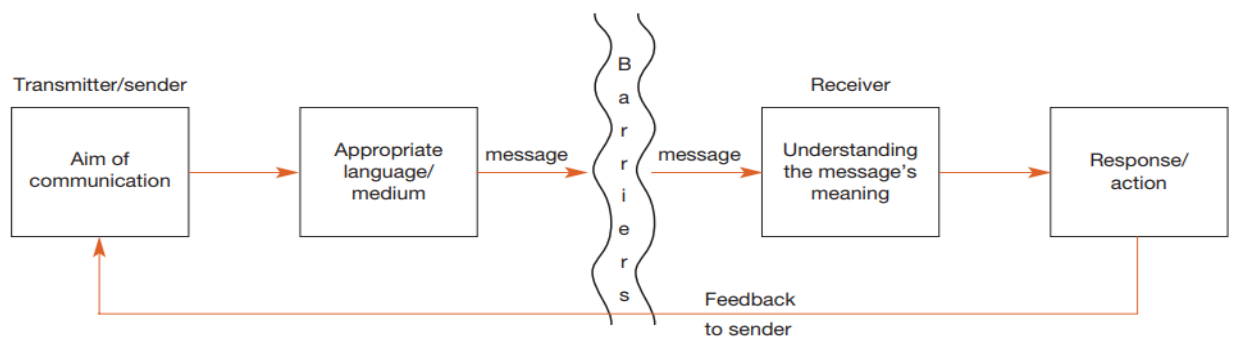 Transmitter/sender
Aim of
communication
Appropriate
language/
medium
message
Barriers
message
Receiver
Understanding
the message's
meaning
Response/
action
Feedback
to sender